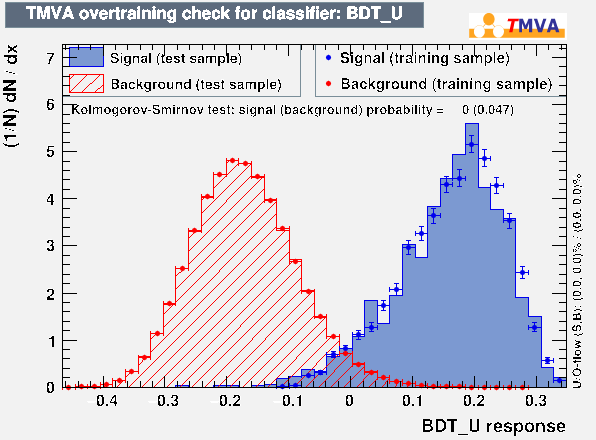 TMVA overtraining check for classifier: BDT_U
TMVA
Signal (test sample)
Signal (training sample)
Background (test sample)
Background (training sample)
Kolmogorov-Smirnov test: signal (background) probability = 0 (0.047)
(1/N) dN / dx
7
6
5
4
3
2
1
0
-0.4 -0.3 -0.2 -0.1 0 0.1 0.2 0.3
BDT_U response
U/O-flow (S,B): (0.0, 0.0)% / (0.0, 0.0)%